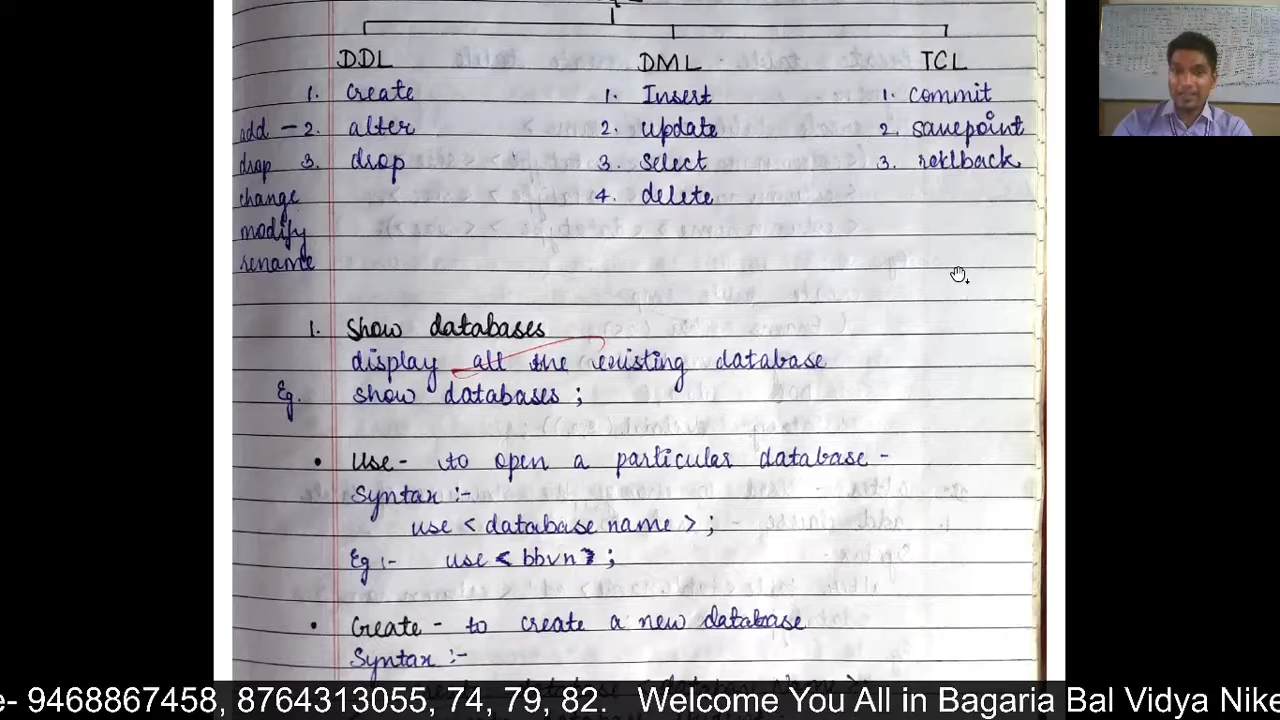 DDL DML TCL
1. Create 1. Insert 1. commit
add – 2. alter 2. update 2. savepoint
drop 3. drop 3. select 3. rollback
change 4. delete
modify
rename
1. Show databases
display all the existing database
Eg. show databases ;
• Use - to open a particular database -
Syntax :-
use < database name > ;
Eg :- use < bbvn > ;
• Create - to create a new database
Syntax :-
e- 9468867458, 8764313055, 74, 79, 82. Welcome You All in Bagaria Bal Vidya Nike